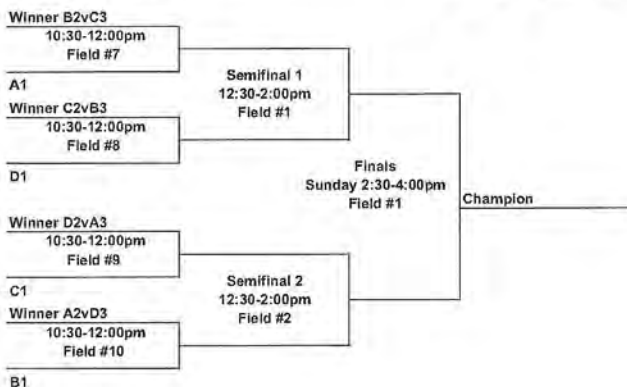 Winner B2vC3
10:30-12:00pm
Field #7
A1
Winner C2vB3
10:30-12:00pm
Field #8
D1
Semifinal 1
12:30-2:00pm
Field #1
Winner D2vA3
10:30-12:00pm
Field #9
C1
Winner A2vD3
10:30-12:00pm
Field #10
B1
Semifinal 2
12:30-2:00pm
Field #2
Finals
Sunday 2:30-4:00pm
Field #1
Champion